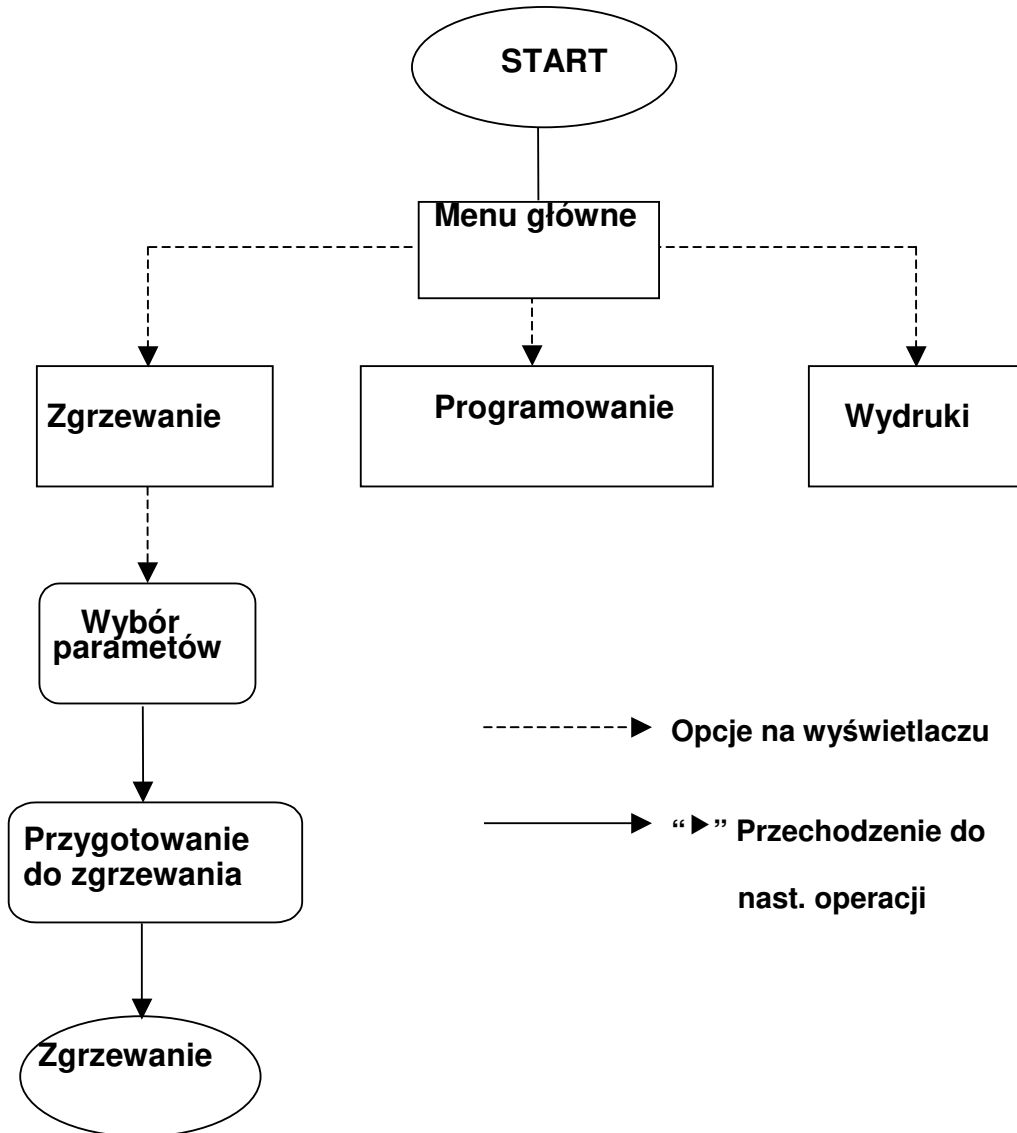 START
Menu główne
Zgrzewanie
Programowanie
Wydruki
Wybór
parametów
Opcje na wyświetlaczu
Przygotowanie
do zgrzewania
“►” Przechodzenie do
nast. operacji
Zgrzewanie